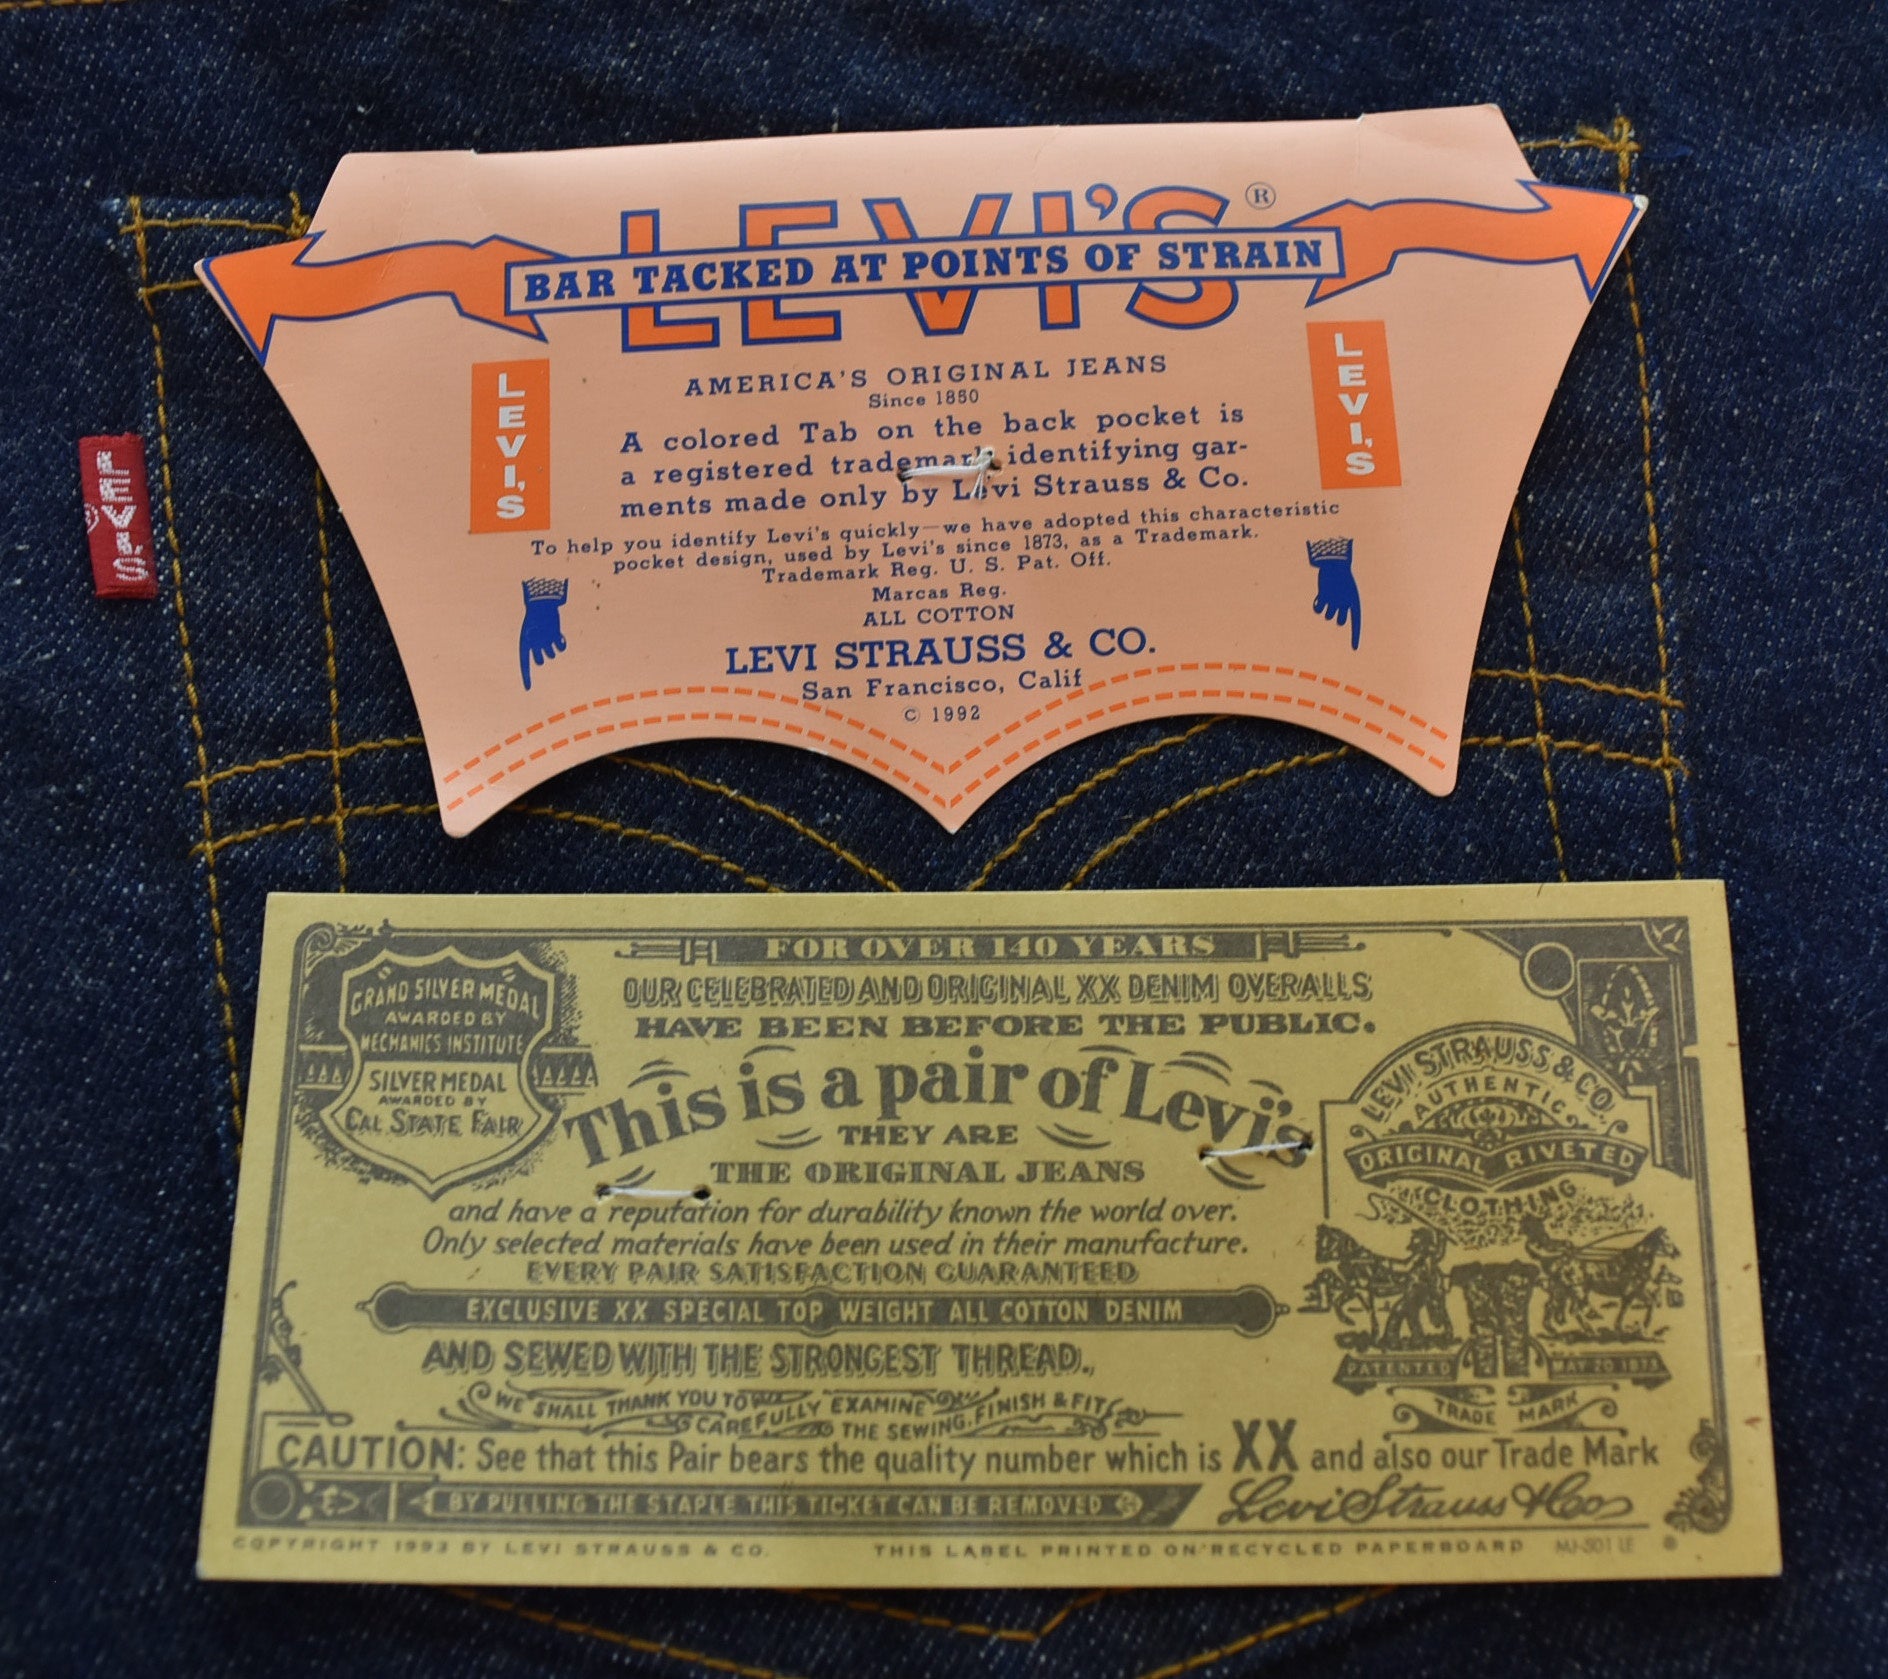 LEVI'S®
BAR TACKED AT POINTS OF STRAIN
AMERICA'S ORIGINAL JEANS
Since 1850
A colored Tab on the back pocket is
a registered trademark identifying gar-
ments made only by Levi Strauss & Co.
To help you identify Levi's quickly—we have adopted this characteristic
pocket design, used by Levi's since 1873, as a Trademark.
Trademark Reg. U. S. Pat. Off.
Marcas Reg.
ALL COTTON
LEVI STRAUSS & CO.
San Francisco, Calif
© 1992
LEVI'S
LEVI'S
LEVI'S
®
FOR OVER 140 YEARS
OUR CELEBRATED AND ORIGINAL XX DENIM OVERALLS
HAVE BEEN BEFORE THE PUBLIC.
This is a pair of Levi's
THEY ARE
THE ORIGINAL JEANS
and have a reputation for durability known the world over.
Only selected materials have been used in their manufacture.
EVERY PAIR SATISFACTION GUARANTEED
EXCLUSIVE XX SPECIAL TOP WEIGHT ALL COTTON DENIM
AND SEWED WITH THE STRONGEST THREAD.
WE SHALL THANK YOU TO CAREFULLY EXAMINE THE SEWING, FINISH & FIT
CAUTION: See that this Pair bears the quality number which is XX and also our Trade Mark
BY PULLING THE STAPLE THIS TICKET CAN BE REMOVED
Levi Strauss & Co
COPYRIGHT 1993 BY LEVI STRAUSS & CO.
THIS LABEL PRINTED ON RECYCLED PAPERBOARD
MJ-501 LE
GRAND SILVER MEDAL
AWARDED BY
MECHANICS INSTITUTE
SILVER MEDAL
AWARDED BY
CAL STATE FAIR
LEVI STRAUSS & CO.
AUTHENTIC
ORIGINAL RIVETED
CLOTHING
PATENTED MAY 20 1873
TRADE MARK